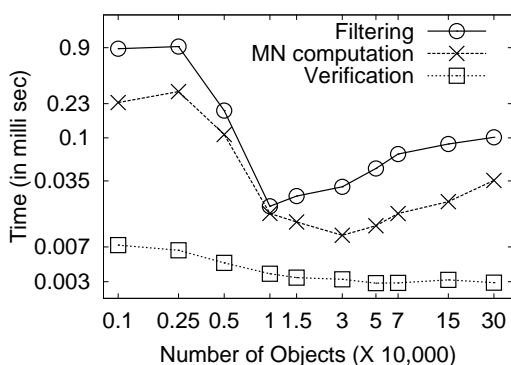 Filtering
MN computation
Verification
Time (in milli sec)
0.9
0.23
0.1
0.035
0.007
0.003
0.1 0.25 0.5 1 1.5 3 5 7 15 30
Number of Objects (X 10,000)